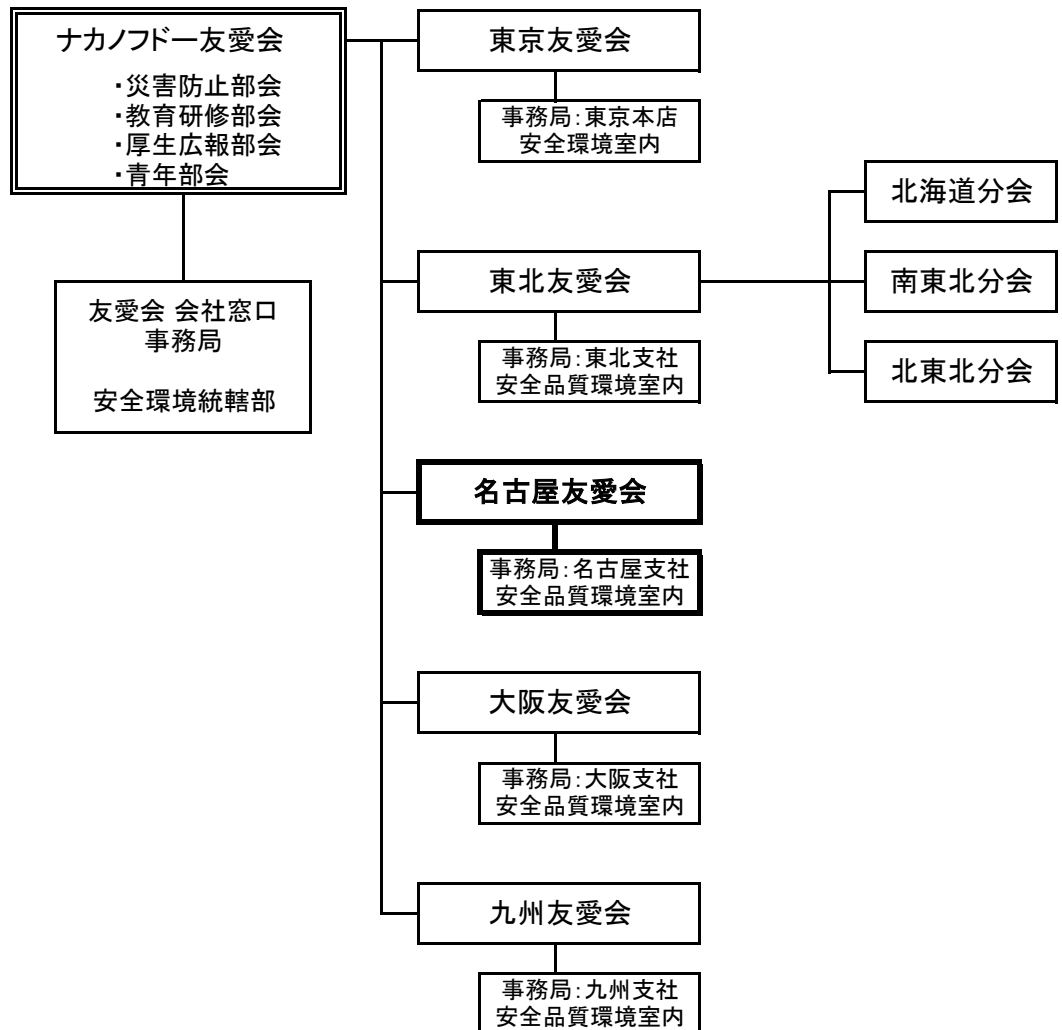 ナカノフドー友愛会
・災害防止部会
・教育研修部会
・厚生広報部会
・青年部会
友愛会 会社窓口
事務局
安全環境統轄部
東京友愛会
事務局:東京本店
安全環境室内
東北友愛会
事務局:東北支社
安全品質環境室内
北海道分会
南東北分会
北東北分会
名古屋友愛会
事務局:名古屋支社
安全品質環境室内
大阪友愛会
事務局:大阪支社
安全品質環境室内
九州友愛会
事務局:九州支社
安全品質環境室内